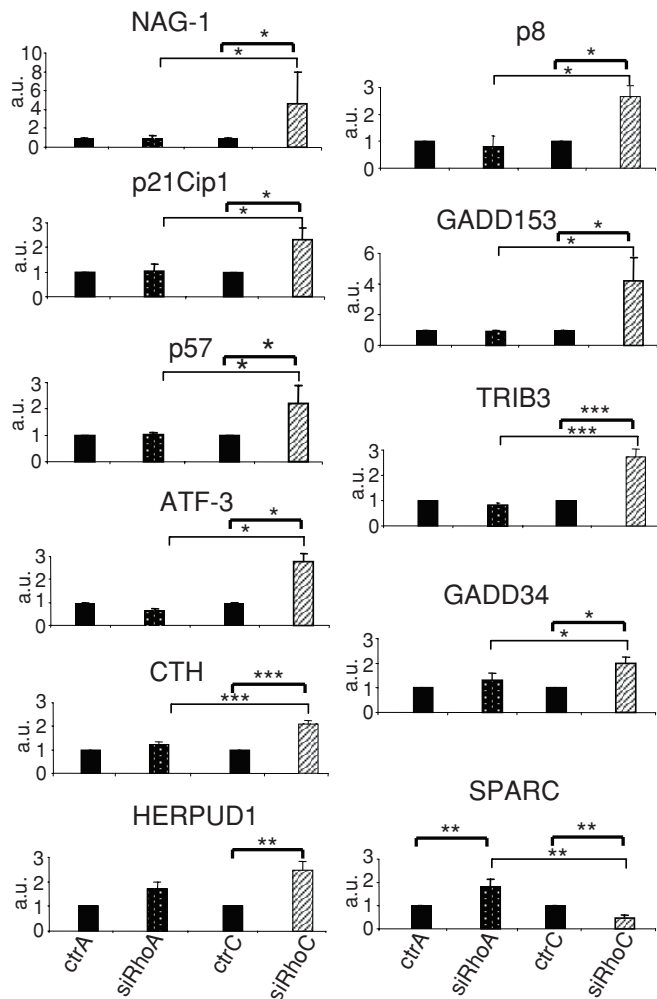 NAG-1
*
*
a.u.
10
8
6
4
2
0
p21Cip1
*
*
a.u.
3
2
1
0
p57
*
*
a.u.
3
2
1
0
ATF-3
*
*
a.u.
3
2
1
0
CTH
***
***
a.u.
3
2
1
0
HERPUD1
**
a.u.
3
2
1
0
ctrA
siRhoA
ctrC
siRhoC
p8
*
*
a.u.
3
2
1
0
GADD153
*
*
a.u.
6
4
2
0
TRIB3
***
***
a.u.
3
2
1
0
GADD34
*
*
a.u.
3
2
1
0
SPARC
** **
**
a.u.
3
2
1
0
ctrA
siRhoA
ctrC
siRhoC